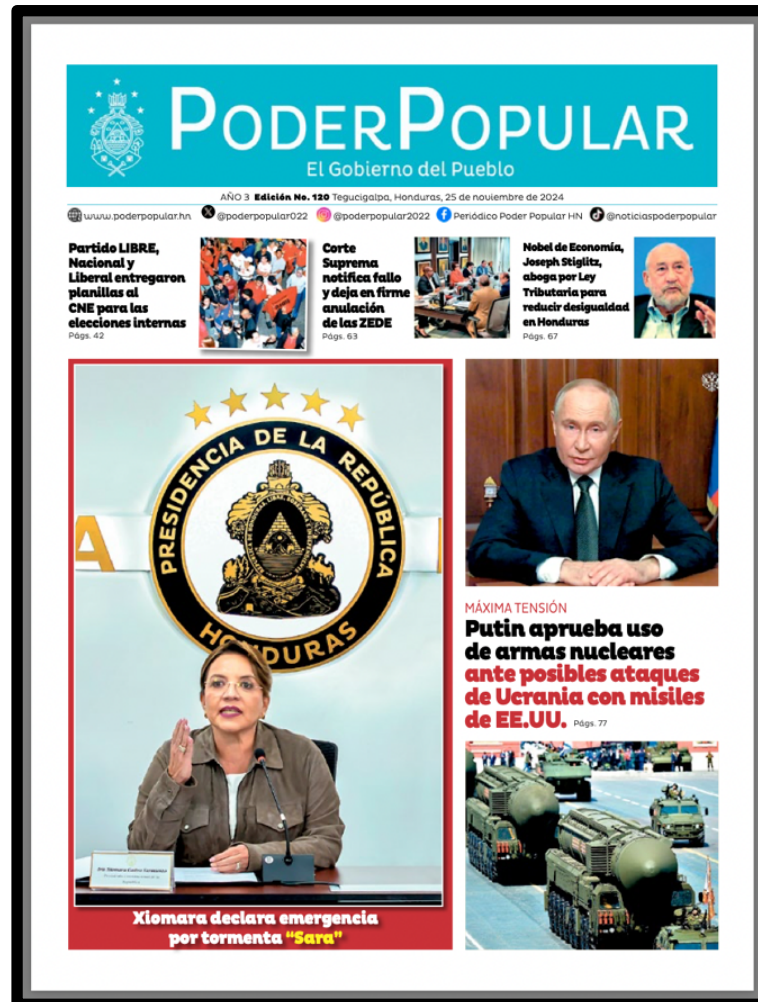 PODERPOPULAR
El Gobierno del Pueblo
AÑO 3 Edición No. 120 Tegucigalpa, Honduras, 25 de noviembre de 2024
www.poderpopular.hn @poderpopular022 @poderpopular2022 Periódico Poder Popular HN @noticiaspoderpopular
Partido LIBRE,
Nacional y
Liberal entregaron
planillas al
CNE para las
elecciones internas
Págs. 42
Corte
Suprema
notifica fallo
y deja en firme
anulación
de las ZEDE
Págs. 63
Nobel de Economía,
Joseph Stiglitz,
aboga por Ley
Tributaria para
reducir desigualdad
en Honduras
Págs. 67
PRESIDENCIA DE LA REPÚBLICA
HONDURAS
A
Xiomara declara emergencia
por tormenta “Sara”
MÁXIMA TENSIÓN
Putin aprueba uso
de armas nucleares
ante posibles ataques
de Ucrania con misiles
de EE.UU. Págs. 77